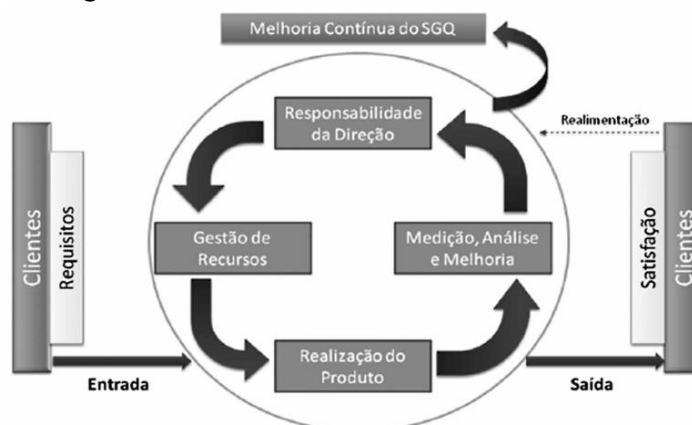 Melhoria Contínua do SGQ
Responsabilidade
da Direção
Realimentação
Clientes
Requisitos
Gestão de
Recursos
Medição, Análise
e Melhoria
Satisfação
Clientes
Realização do
Produto
Entrada
Saída